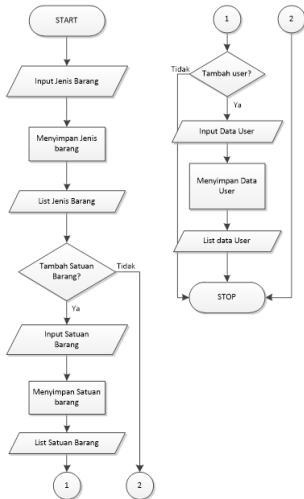 START
Input Jenis Barang
Menyimpan Jenis
barang
List Jenis Barang
Tambah Satuan
Barang?
Tidak
Ya
Input Satuan
Barang
Menyimpan Satuan
barang
List Satuan Barang
1
2
1
2
Tidak
Tambah user?
Ya
Input Data User
Menyimpan Data
User
List data User
STOP